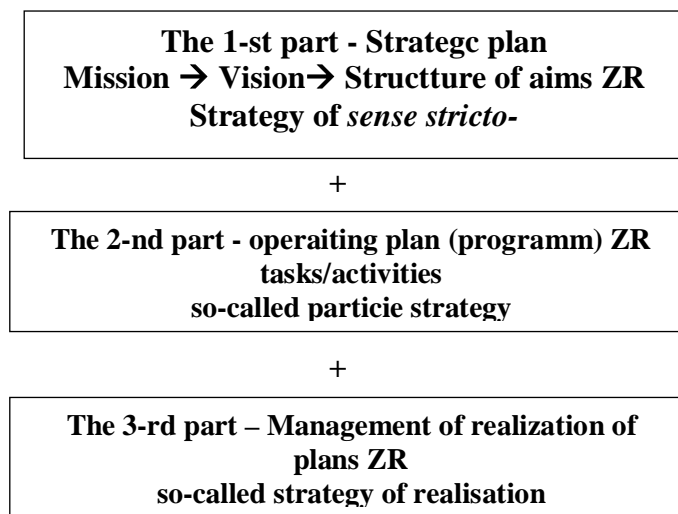 The 1-st part - Strategc plan
Mission → Vision→ Structture of aims ZR
Strategy of sense stricto-
+
The 2-nd part - operaiting plan (programm) ZR
tasks/activities
so-called particie strategy
+
The 3-rd part – Management of realization of
plans ZR
so-called strategy of realisation